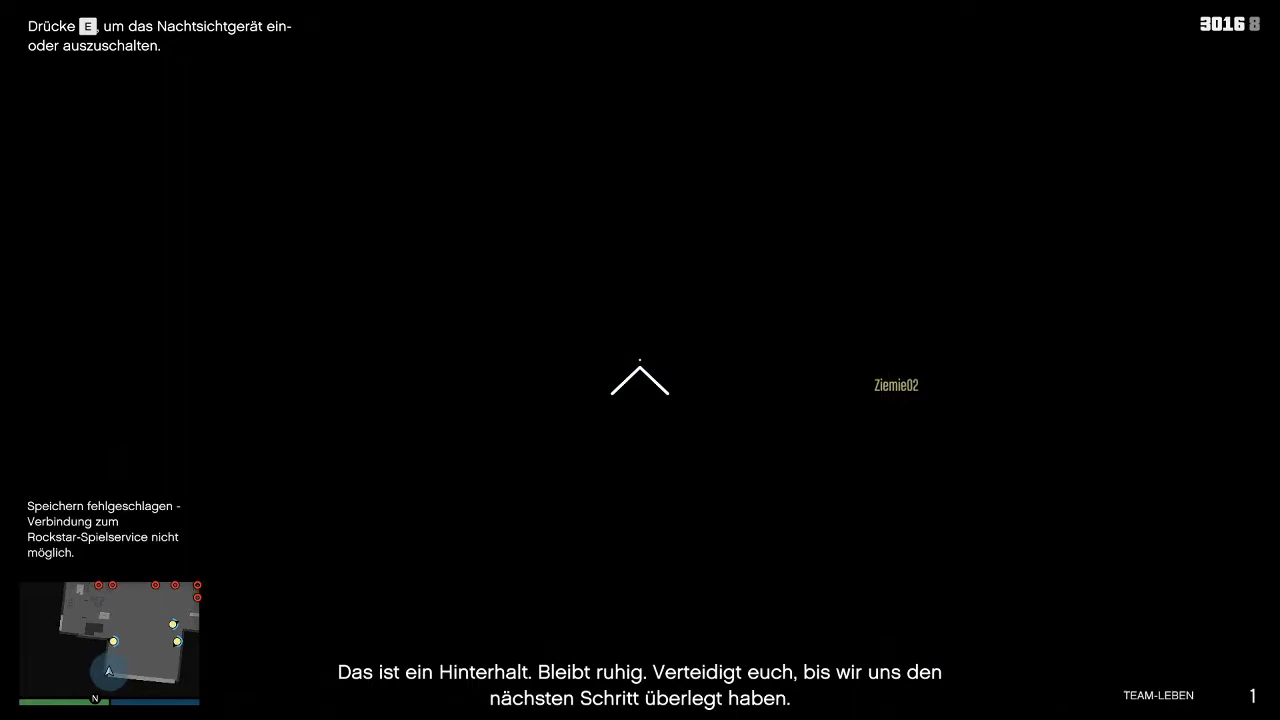 Drücke E, um das Nachtsichtgerät ein-
oder auszuschalten.
3016 8
Ziemie02
Speichern fehlgeschlagen -
Verbindung zum
Rockstar-Spielservice nicht
möglich.
N
Das ist ein Hinterhalt. Bleibt ruhig. Verteidigt euch, bis wir uns den
nächsten Schritt überlegt haben.
TEAM-LEBEN 1